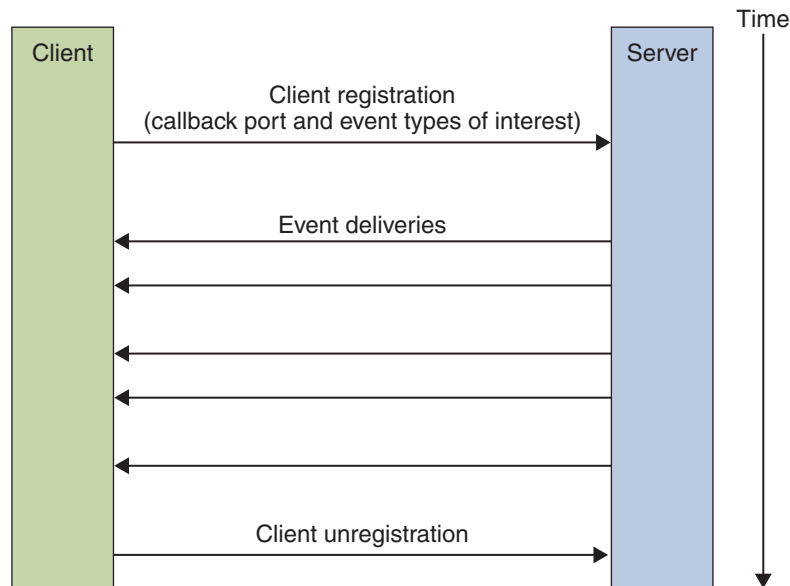 Time
Client
Server
Client registration
(callback port and event types of interest)
Event deliveries
Client unregistration